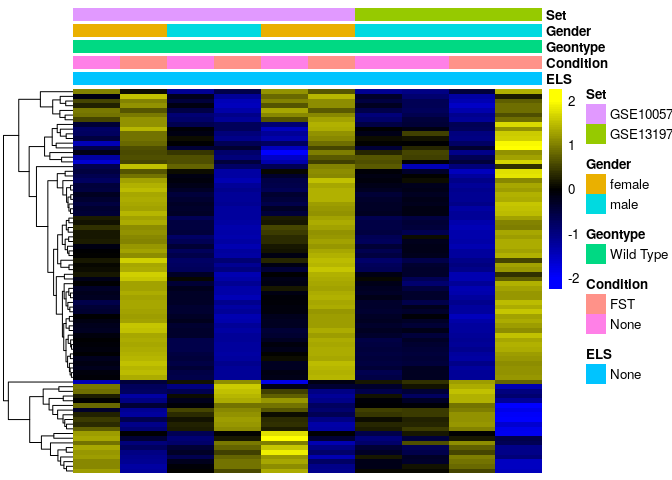 Set
Gender
Geontype
Condition
ELS
2
1
0
-1
-2
Set
GSE10057
GSE13197
Gender
female
male
Geontype
Wild Type
Condition
FST
None
ELS
None